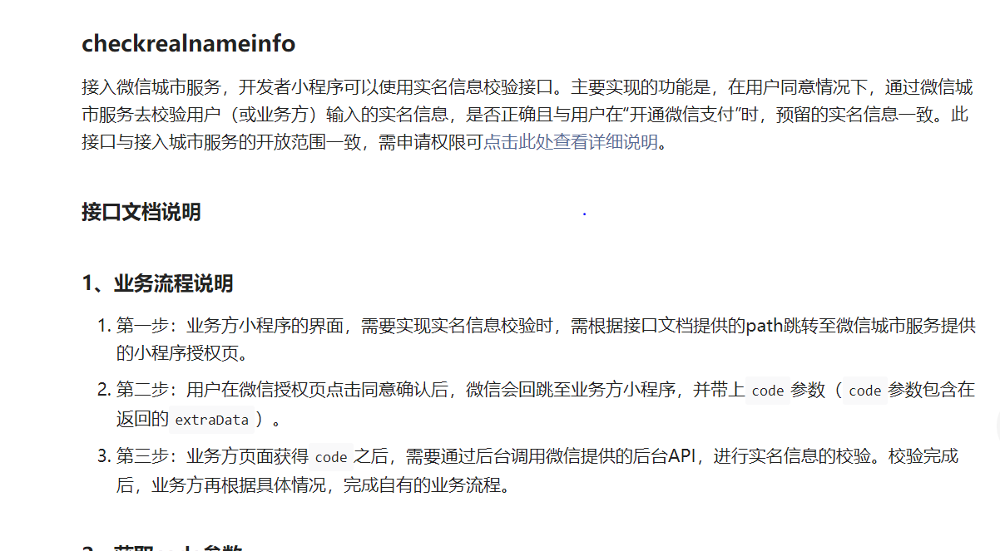 checkrealnameinfo
接入微信城市服务，开发者小程序可以使用实名信息校验接口。主要实现的功能是，在用户同意情况下，通过微信城
市服务去校验用户（或业务方）输入的实名信息，是否正确且与用户在“开通微信支付”时，预留的实名信息一致。此
接口与接入城市服务的开放范围一致，需申请权限可点击此处查看详细说明。
接口文档说明
1、业务流程说明
1. 第一步：业务方小程序的界面，需要实现实名信息校验时，需根据接口文档提供的path跳转至微信城市服务提供
的小程序授权页。
2. 第二步：用户在微信授权页点击同意确认后，微信会回跳至业务方小程序，并带上 code 参数（ code 参数包含在
返回的 extraData ）。
3. 第三步：业务方页面获得 code 之后，需要通过后台调用微信提供的后台API，进行实名信息的校验。校验完成
后，业务方再根据具体情况，完成自有的业务流程。
2、获取code参数